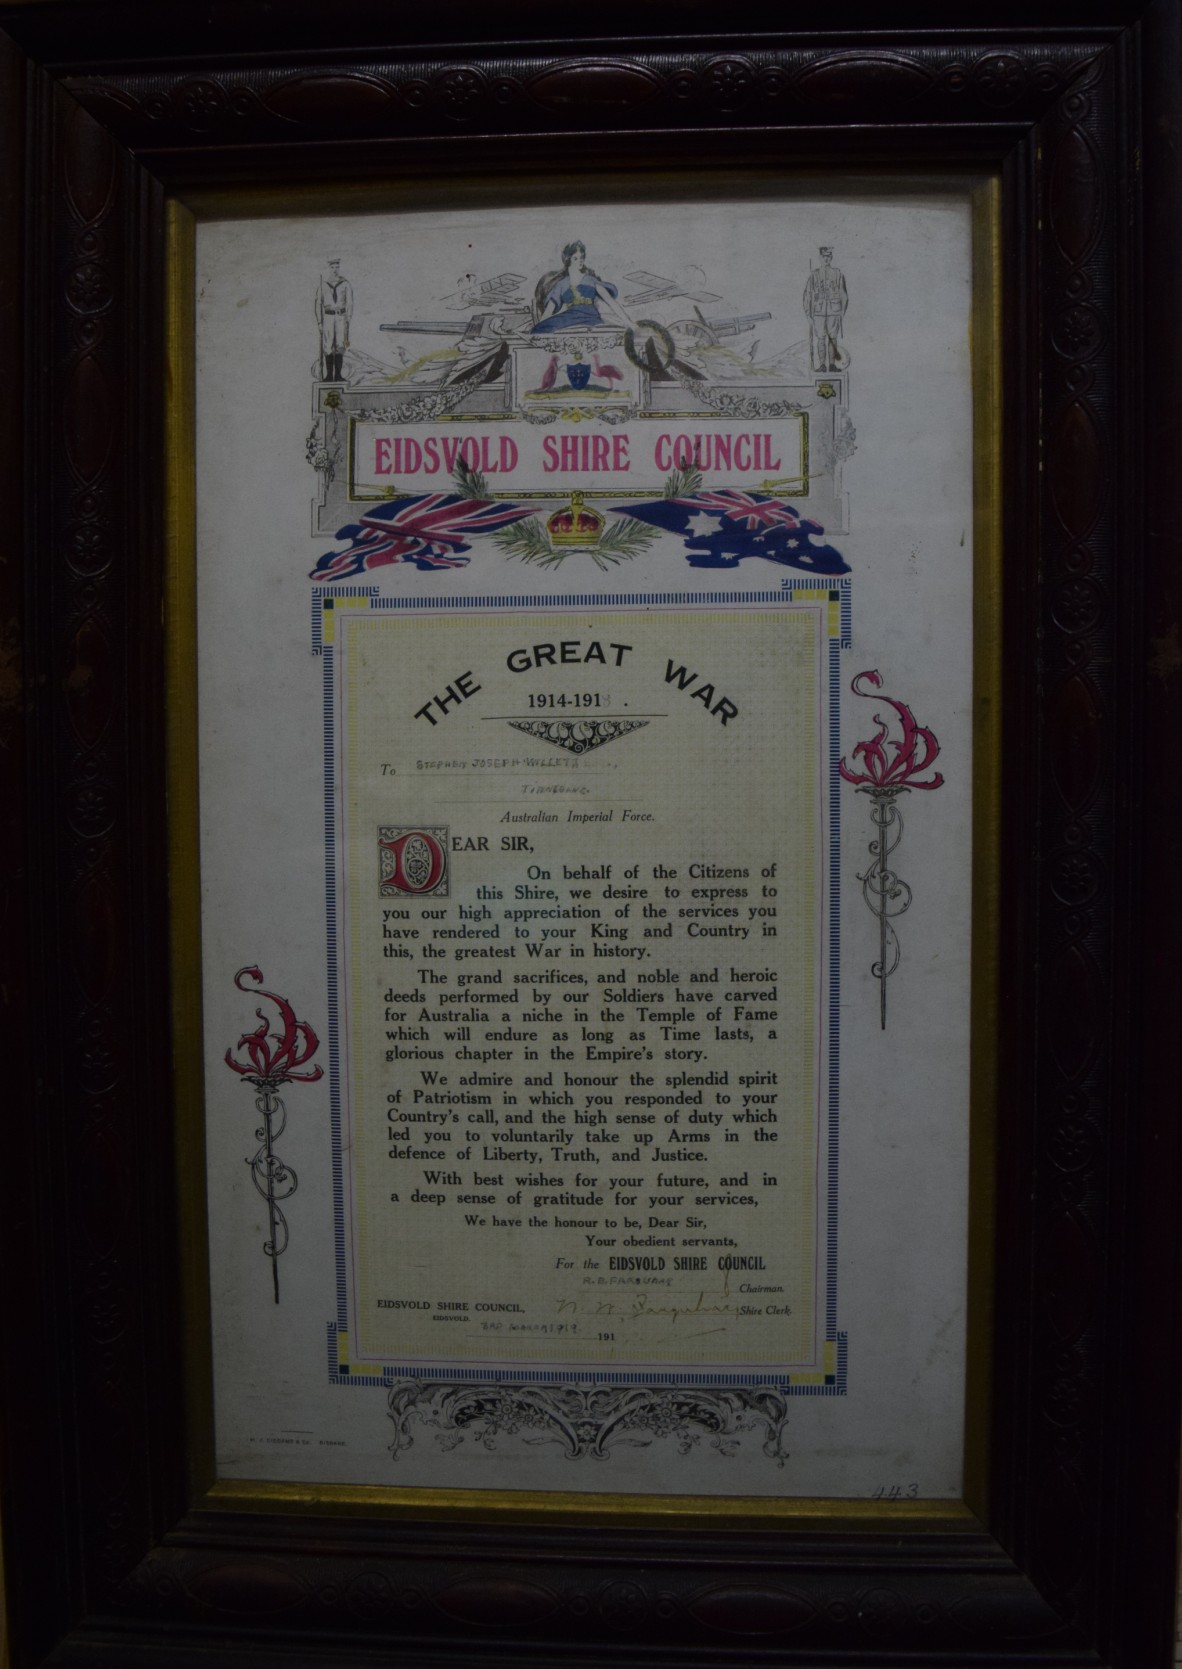 EIDSVOLD SHIRE COUNCIL
THE GREAT WAR
1914-1918.
To STEPHEN JOSEPH WILLETT
Australian Imperial Force.
DEAR SIR,
On behalf of the Citizens of
this Shire, we desire to express to
you our high appreciation of the services you
have rendered to your King and Country in
this, the greatest War in history.
The grand sacrifices, and noble and heroic
deeds performed by our Soldiers have carved
for Australia a niche in the Temple of Fame
which will endure as long as Time lasts, a
glorious chapter in the Empire's story.
We admire and honour the splendid spirit
of Patriotism in which you responded to your
Country's call, and the high sense of duty which
led you to voluntarily take up Arms in the
defence of Liberty, Truth, and Justice.
With best wishes for your future, and in
a deep sense of gratitude for your services,
We have the honour to be, Dear Sir,
Your obedient servants,
For the EIDSVOLD SHIRE COUNCIL
Chairman.
EIDSVOLD SHIRE COUNCIL, Farquhar Shire Clerk.
EIDSVOLD.
191
443